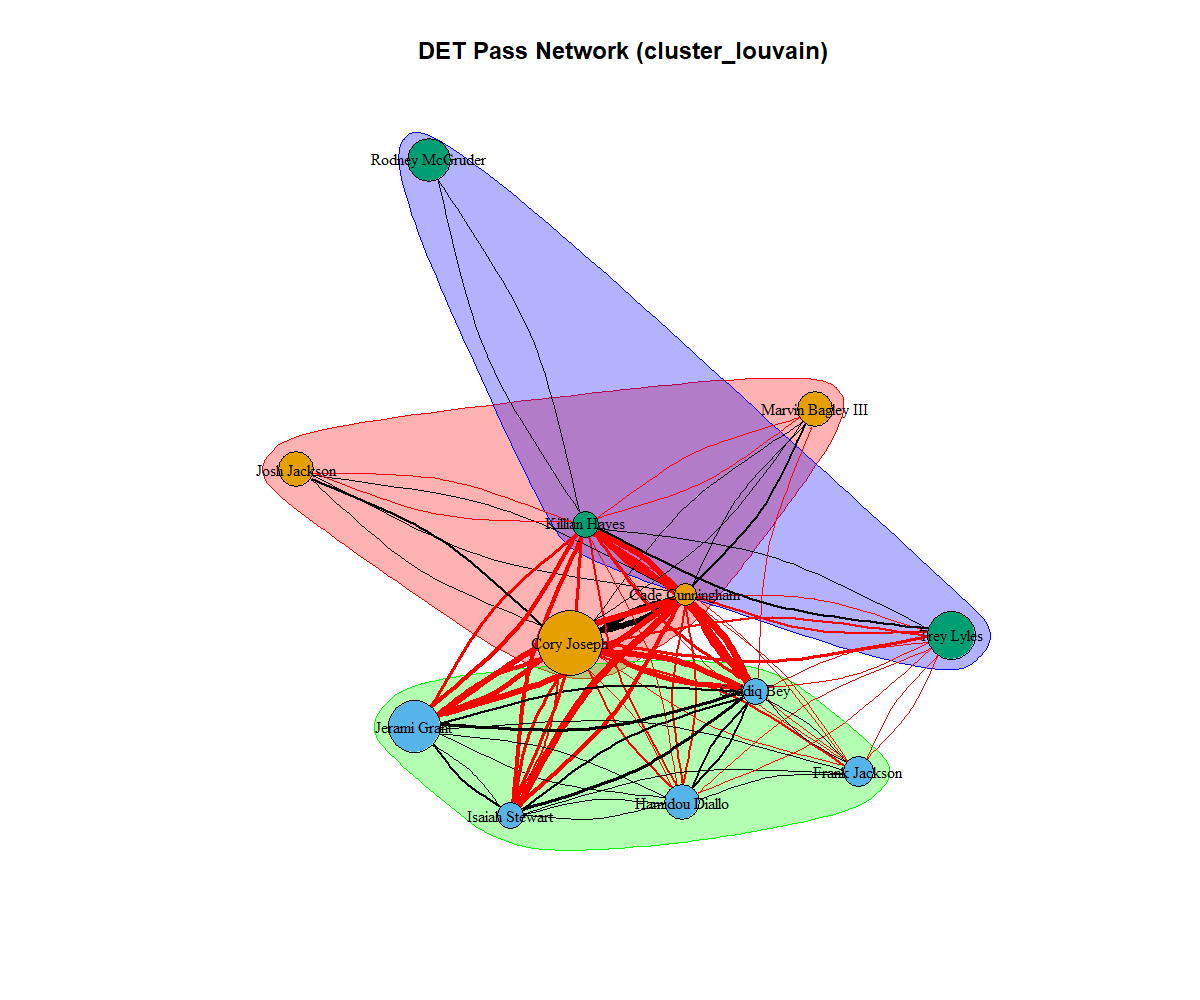 DET Pass Network (cluster_louvain)
Rodney McGruder
Marvin Bagley III
Josh Jackson
Killian Hayes
Cade Cunningham
Trey Lyles
Cory Joseph
Saddiq Bey
Jerami Grant
Frank Jackson
Hamidou Diallo
Isaiah Stewart